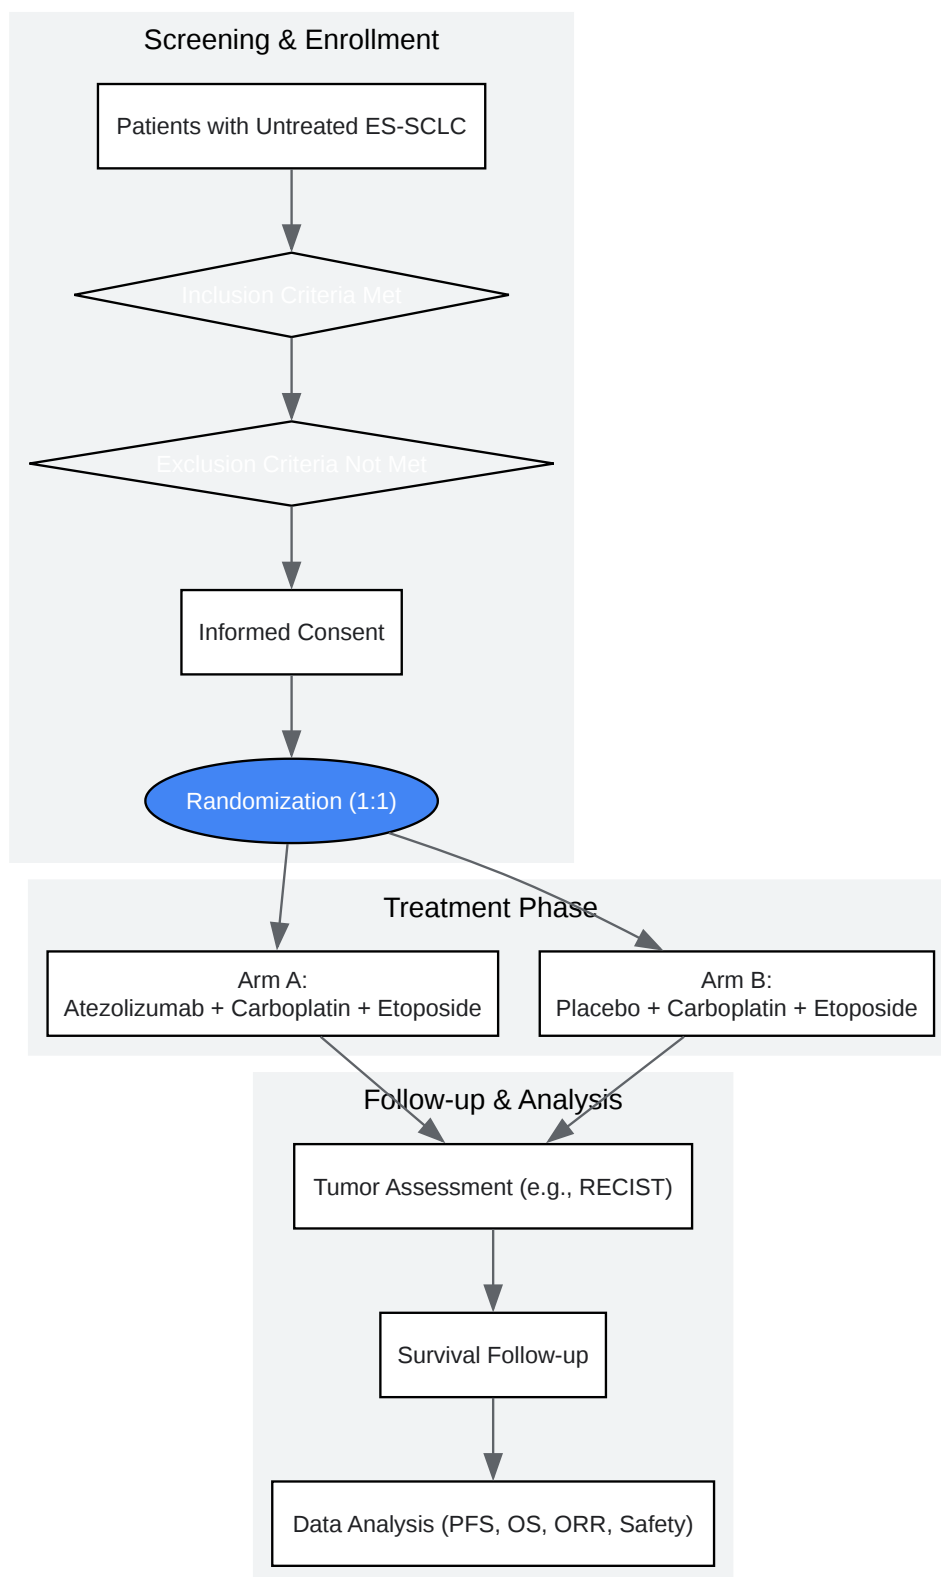 Screening & Enrollment
Patients with Untreated ES-SCLC
Inclusion Criteria Met
Exclusion Criteria Not Met
Informed Consent
Randomization (1:1)
Treatment Phase
Arm A:
Atezolizumab + Carboplatin + Etoposide
Arm B:
Placebo + Carboplatin + Etoposide
Follow-up & Analysis
Tumor Assessment (e.g., RECIST)
Survival Follow-up
Data Analysis (PFS, OS, ORR, Safety)